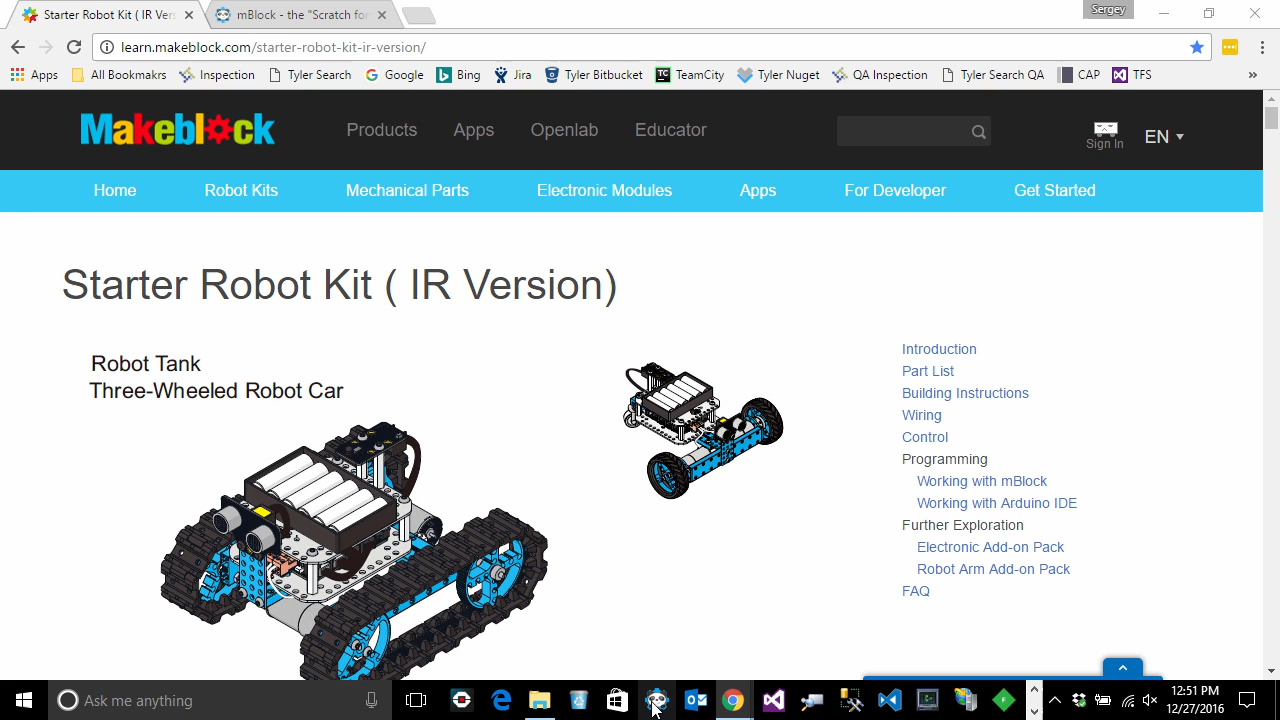 Starter Robot Kit ( IR Vers
mBlock - the "Scratch for
Sergey
learn.makeblock.com/starter-robot-kit-ir-version/
Apps All Bookmakrs Inspection Tyler Search Google Bing Jira Tyler Bitbucket TeamCity Tyler Nuget QA Inspection Tyler Search QA CAP TFS
Makeblock Products Apps Openlab Educator Sign In EN
Home Robot Kits Mechanical Parts Electronic Modules Apps For Developer Get Started
Starter Robot Kit ( IR Version)
Robot Tank
Three-Wheeled Robot Car
Introduction
Part List
Building Instructions
Wiring
Control
Programming
Working with mBlock
Working with Arduino IDE
Further Exploration
Electronic Add-on Pack
Robot Arm Add-on Pack
FAQ
Ask me anything
12:51 PM
12/27/2016